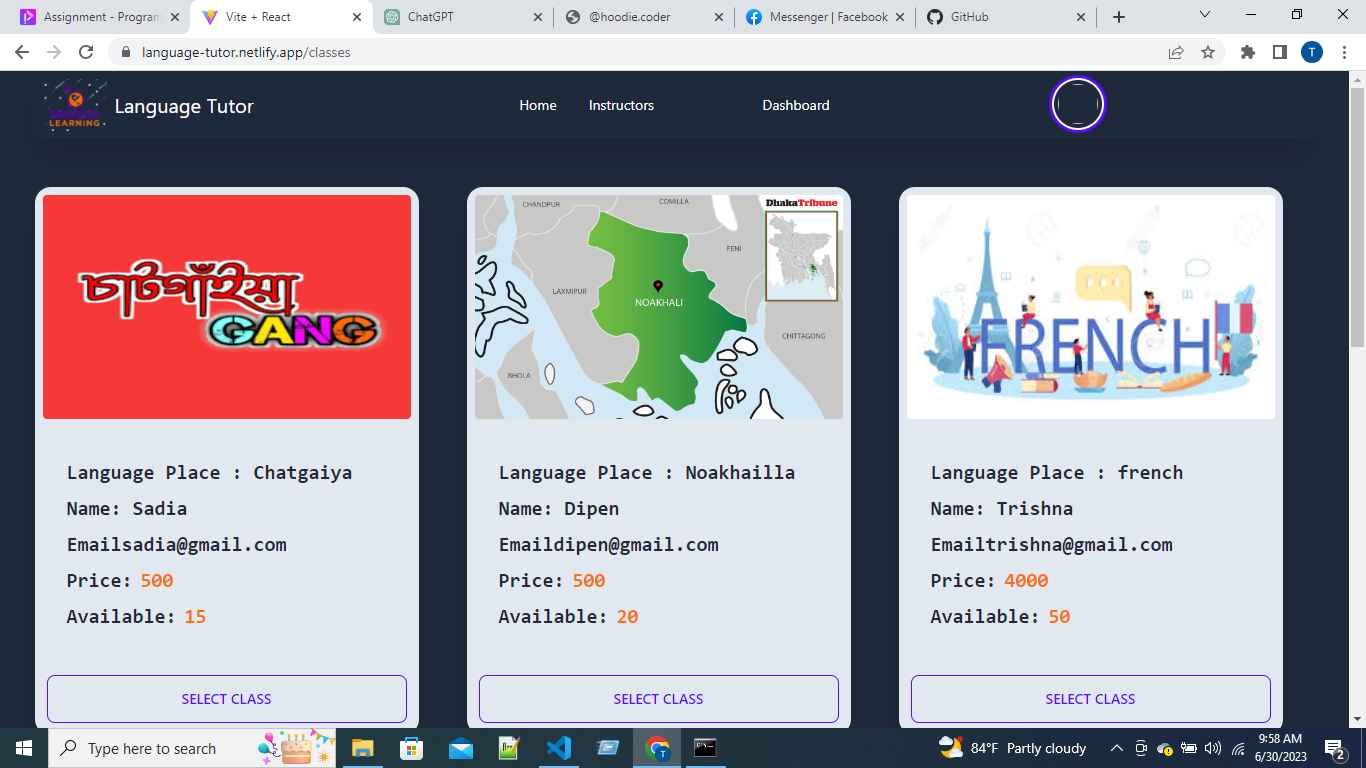 Assignment - Program
Vite + React
ChatGPT
@hoodie.coder
Messenger | Facebook
GitHub
language-tutor.netlify.app/classes
T
LEARNING
Language Tutor
Home
Instructors
Dashboard
চাটগাঁইয়া
GANG
CHANDPUR
COMILLA
DhakaTribune
FENI
LAXMIPUR
NOAKHALI
CHITTAGONG
BHOLA
FRENCH
Language Place : Chatgaiya
Name: Sadia
Emailsadia@gmail.com
Price: 500
Available: 15
SELECT CLASS
Language Place : Noakhailla
Name: Dipen
Emaildipen@gmail.com
Price: 500
Available: 20
SELECT CLASS
Language Place : french
Name: Trishna
Emailtrishna@gmail.com
Price: 4000
Available: 50
SELECT CLASS
Type here to search
84°F Partly cloudy
9:58 AM
6/30/2023
2